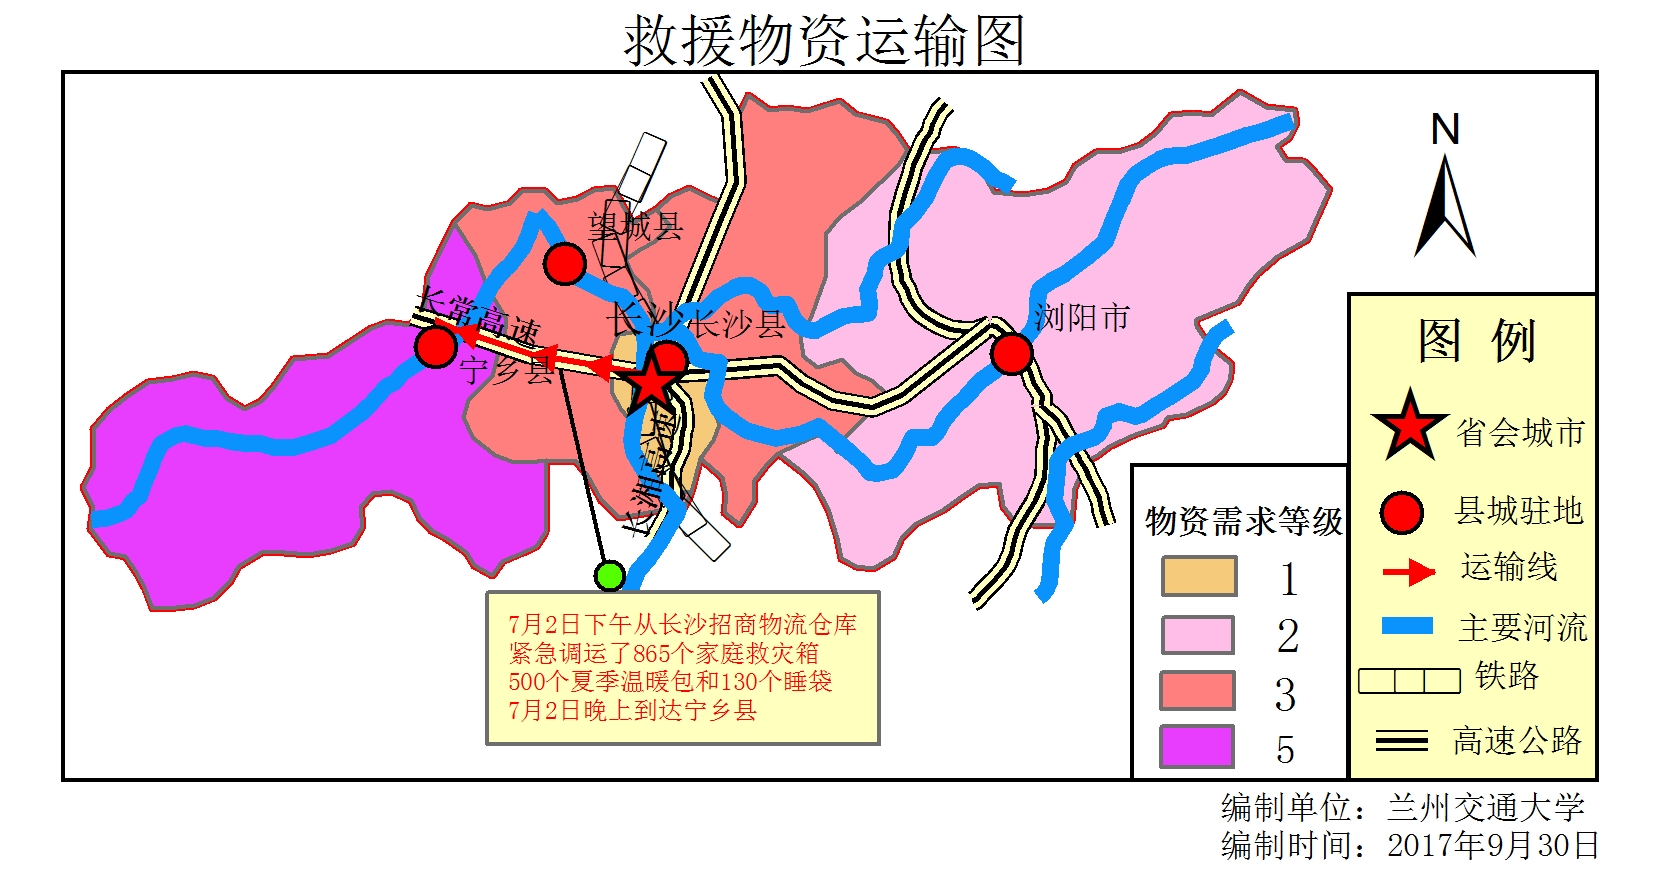 救援物资运输图
N
望城县
长常高速
长沙
长沙县
浏阳市
宁乡县
长湘高速
7月2日下午从长沙招商物流仓库
紧急调运了865个家庭救灾箱
500个夏季温暖包和130个睡袋
7月2日晚上到达宁乡县
物资需求等级
1
2
3
5
图 例
省会城市
县城驻地
运输线
主要河流
铁路
高速公路
编制单位：兰州交通大学
编制时间：2017年9月30日